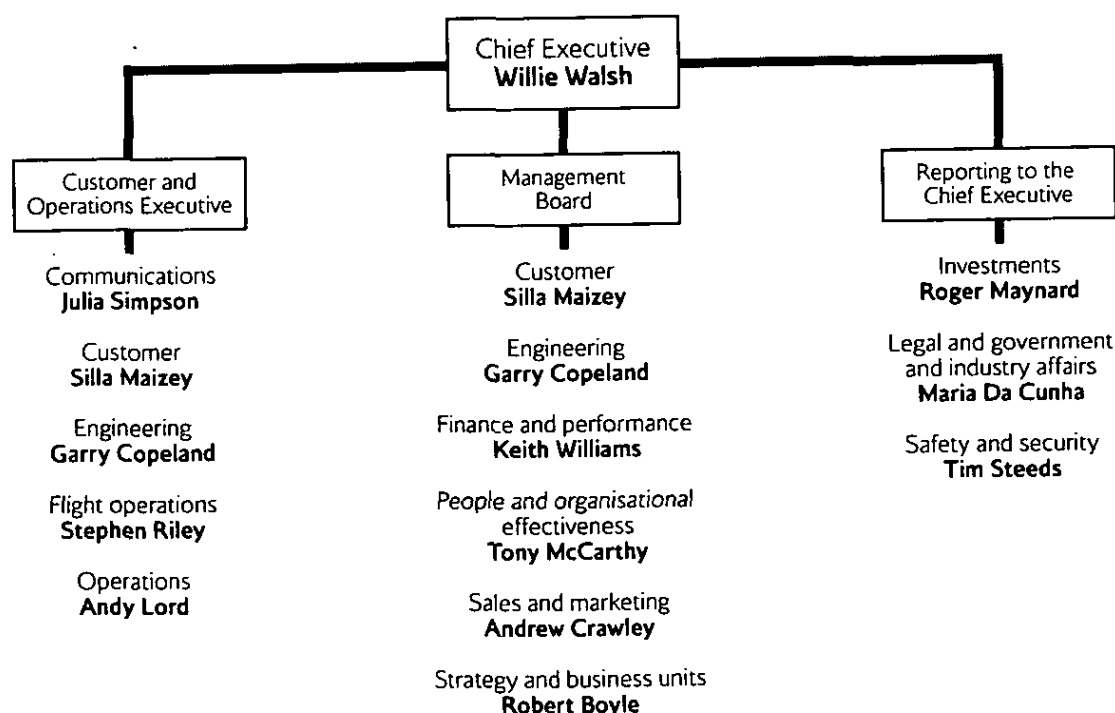 Chief Executive
Willie Walsh
Customer and
Operations Executive
Communications
Julia Simpson
Customer
Silla Maizey
Engineering
Garry Copeland
Flight operations
Stephen Riley
Operations
Andy Lord
Management
Board
Customer
Silla Maizey
Engineering
Garry Copeland
Finance and performance
Keith Williams
People and organisational
effectiveness
Tony McCarthy
Sales and marketing
Andrew Crawley
Strategy and business units
Robert Boyle
Reporting to the
Chief Executive
Investments
Roger Maynard
Legal and government
and industry affairs
Maria Da Cunha
Safety and security
Tim Steeds